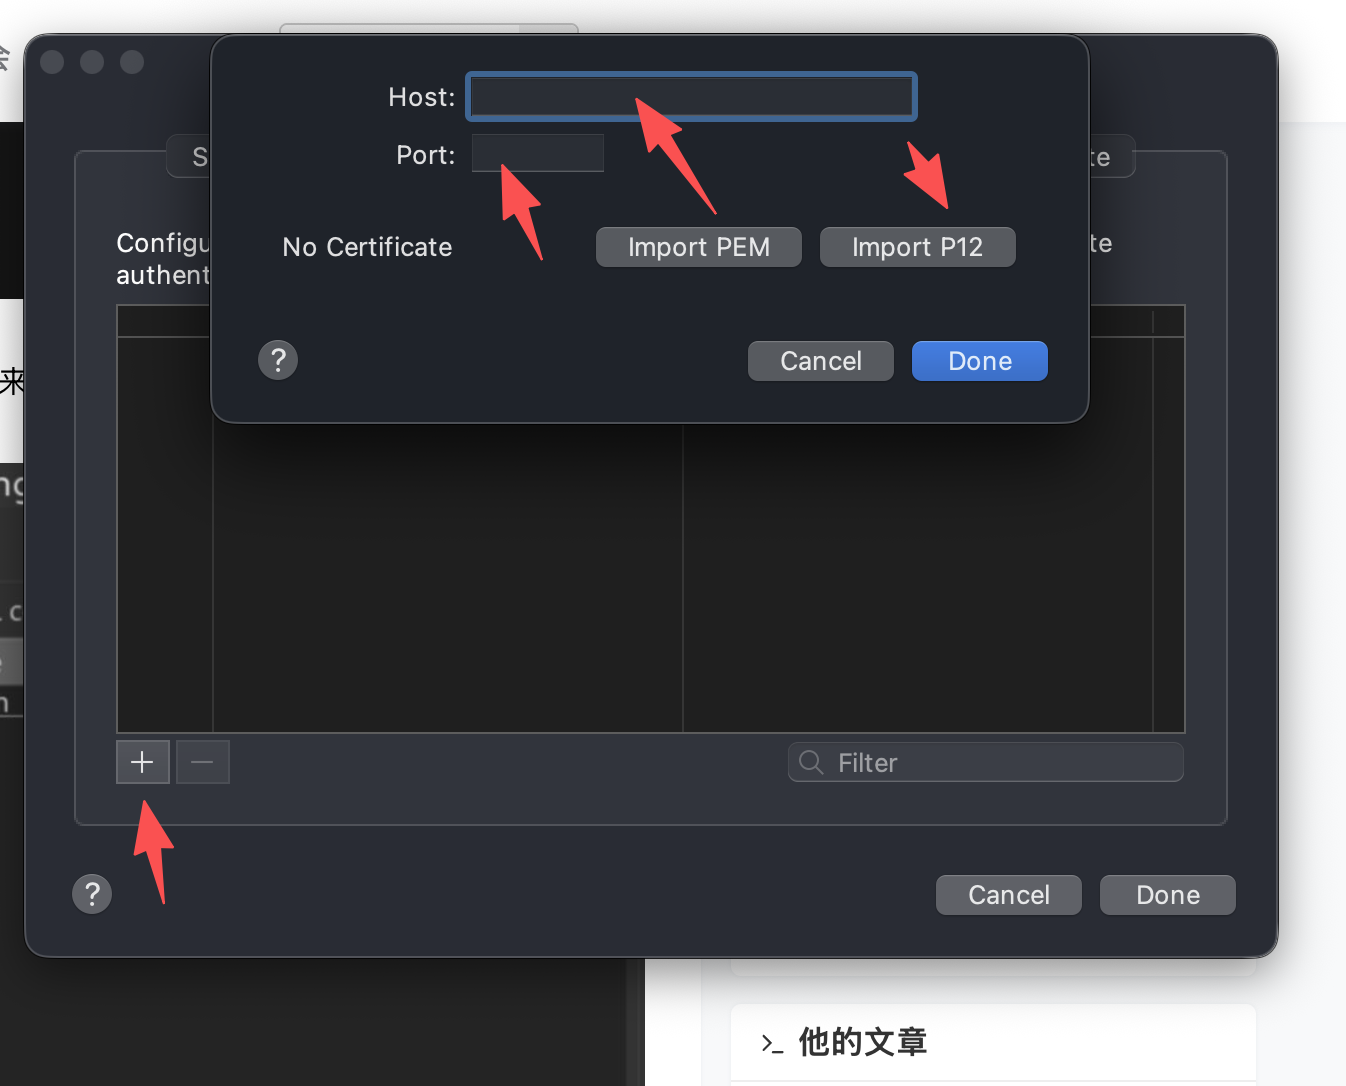 Host:
Port:
No Certificate
Import PEM
Import P12
?
Cancel
Done
Configu
authent
te
te
来
ng
Filter
?
Cancel
Done
>_ 他的文章